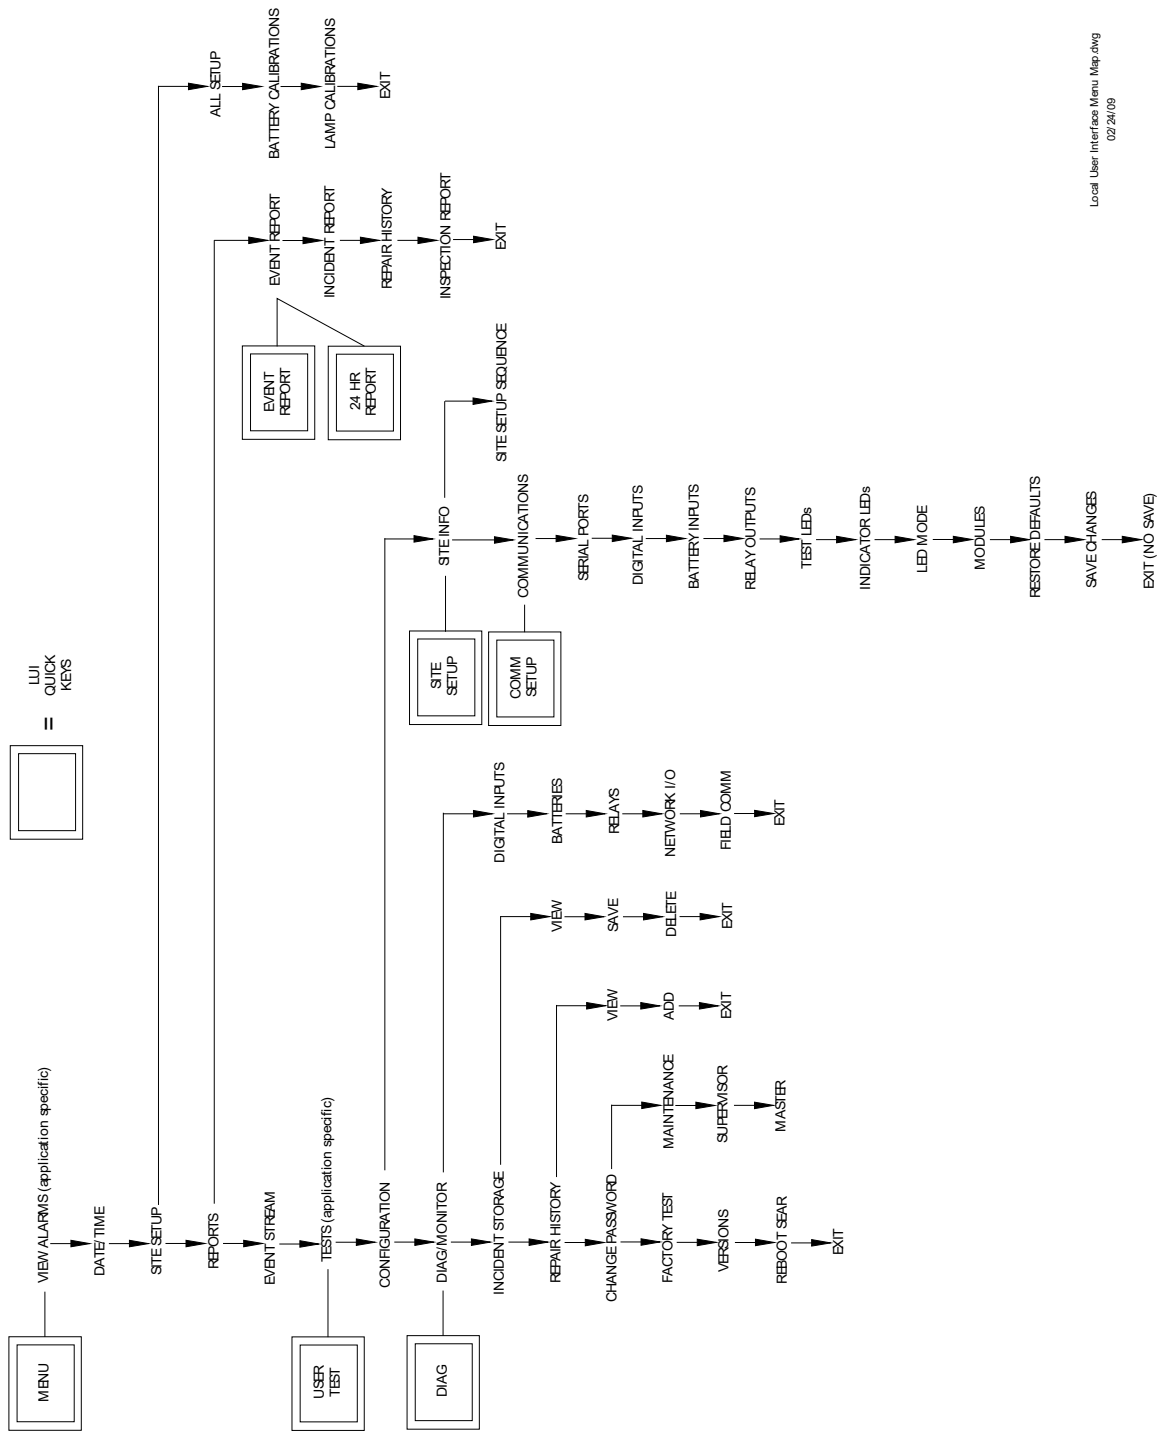 LUI
QUICK
KEYS
=
MENU
VIEW ALARMS (application specific)
DATE/TIME
SITE SETUP
REPORTS
EVENT STREAM
USER
TEST
TESTS (application specific)
CONFIGURATION
DIAG
DIAG/MONITOR
INCIDENT STORAGE
REPAIR HISTORY
CHANGE PASSWORD
FACTORY TEST
VERSIONS
REBOOT SEAR
EXIT
MAINTENANCE
SUPERVISOR
MASTER
VIEW
ADD
EXIT
VIEW
SAVE
DELETE
EXIT
DIGITAL INPUTS
BATTERIES
RELAYS
NETWORK I/O
FIELD COMM
EXIT
SITE
SETUP
COMM
SETUP
SITE INFO
COMMUNICATIONS
SERIAL PORTS
DIGITAL INPUTS
BATTERY INPUTS
RELAY OUTPUTS
TEST LEDs
INDICATOR LEDs
LED MODE
MODULES
RESTORE DEFAULTS
SAVE CHANGES
EXIT (NO SAVE)
SITE SETUP SEQUENCE
EVENT
REPORT
24 HR
REPORT
EVENT REPORT
INCIDENT REPORT
REPAIR HISTORY
INSPECTION REPORT
EXIT
ALL SETUP
BATTERY CALIBRATIONS
LAMP CALIBRATIONS
EXIT
Local User Interface Menu Map.dwg
02/24/09